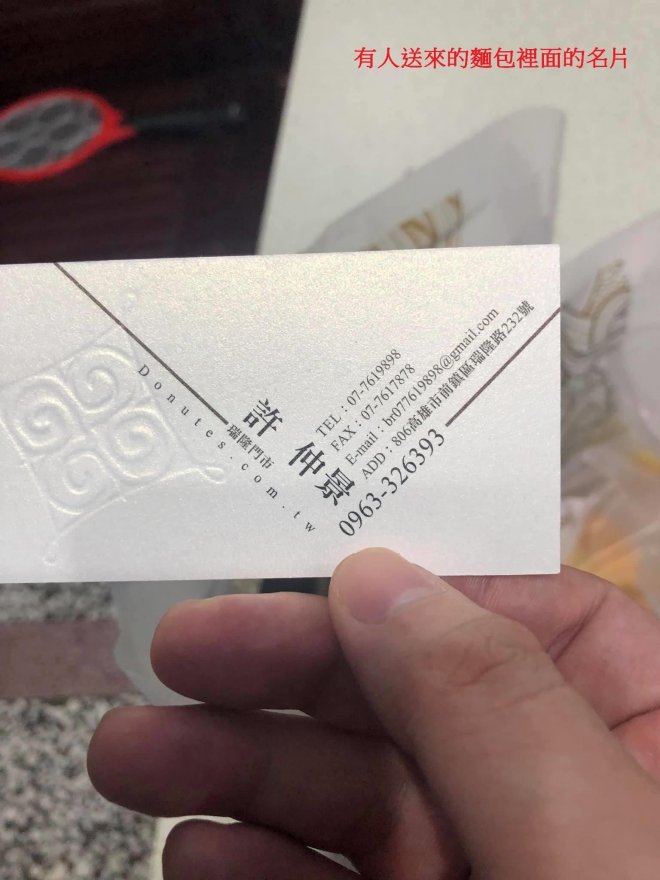 有人送來的麵包裡面的名片
Donutes.com.tw
瑞隆門市
許 仲景
TEL：07-7619898
FAX：07-7617878
E-mail：br077619898@gmail.com
ADD：806高雄市前鎮區瑞隆路232號
0963-326393